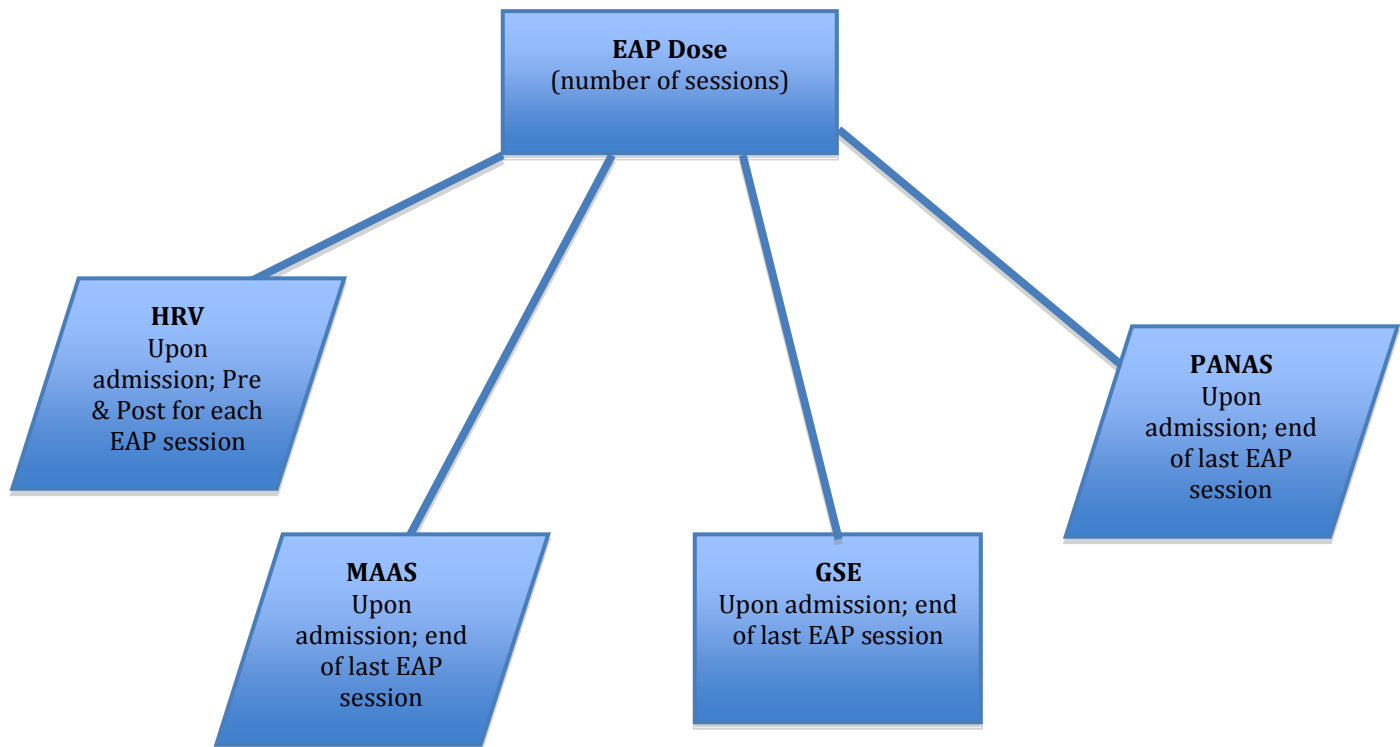 EAP Dose
(number of sessions)
HRV
Upon
admission; Pre
& Post for each
EAP session
PANAS
Upon
admission; end
of last EAP
session
MAAS
Upon
admission; end
of last EAP
session
GSE
Upon admission; end
of last EAP session